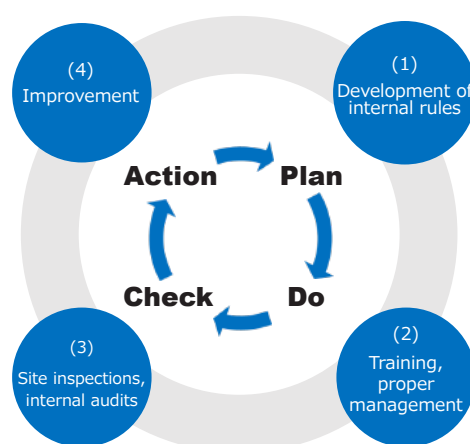 (4)
Improvement
(1)
Development of
internal rules
Action
Plan
Check
Do
(3)
Site inspections,
internal audits
(2)
Training,
proper
management